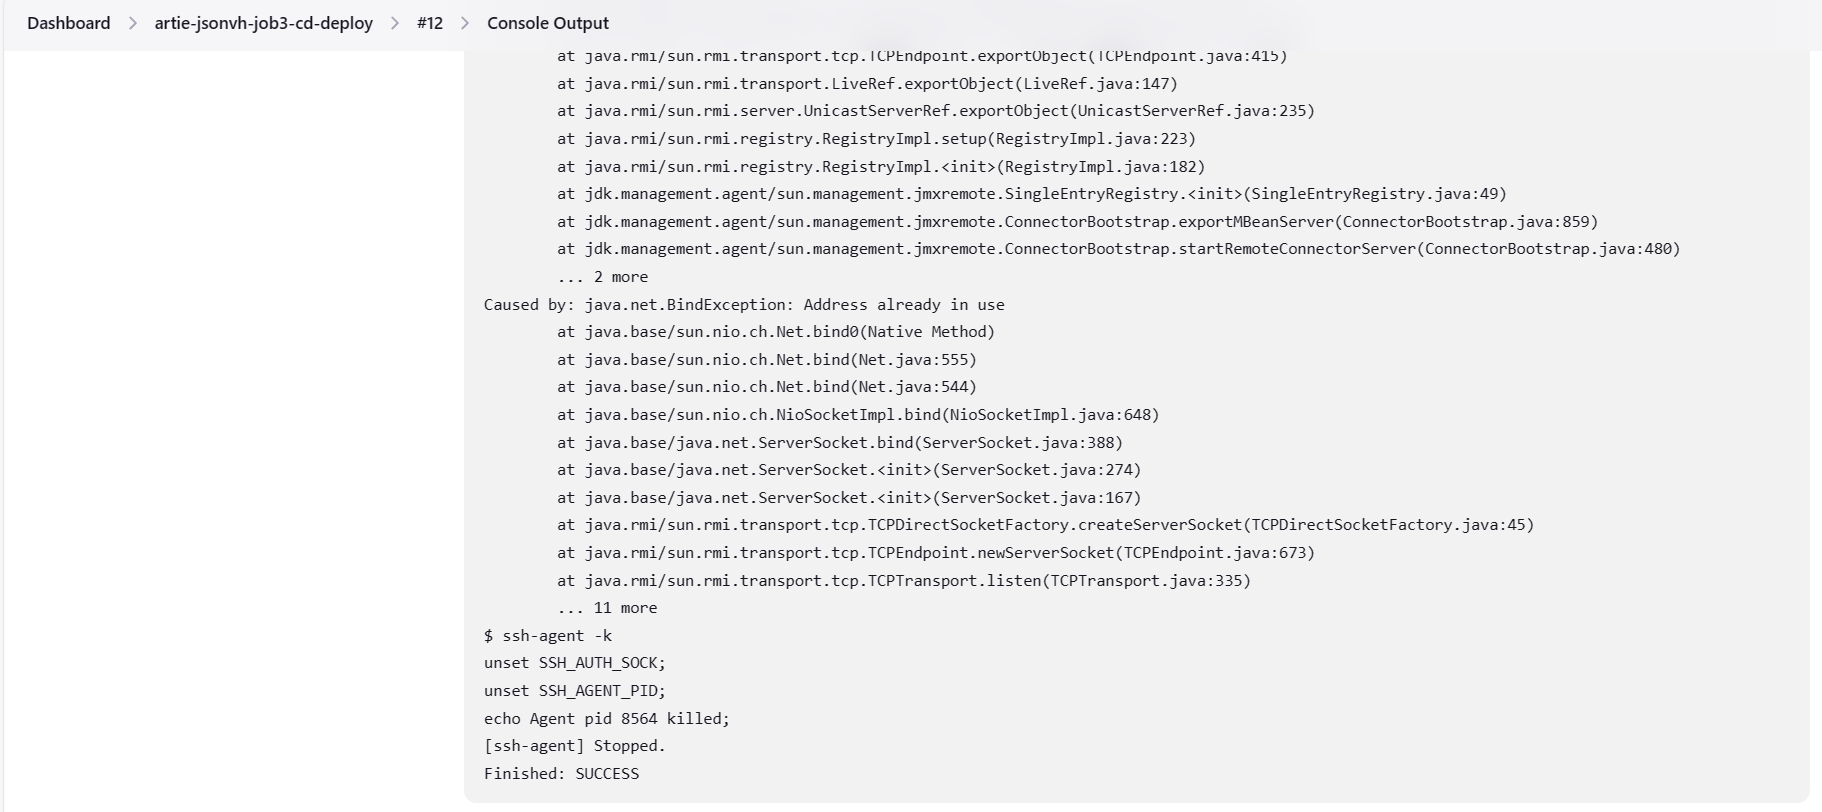 Dashboard > artie-jsonvh-job3-cd-deploy > #12 > Console Output
at java.rmi/sun.rmi.transport.tcp.TCPEndpoint.exportObject(TCPEndpoint.java:415)
at java.rmi/sun.rmi.transport.LiveRef.exportObject(LiveRef.java:147)
at java.rmi/sun.rmi.server.UnicastServerRef.exportObject(UnicastServerRef.java:235)
at java.rmi/sun.rmi.registry.RegistryImpl.setup(RegistryImpl.java:223)
at java.rmi/sun.rmi.registry.RegistryImpl.<init>(RegistryImpl.java:182)
at jdk.management.agent/sun.management.jmxremote.SingleEntryRegistry.<init>(SingleEntryRegistry.java:49)
at jdk.management.agent/sun.management.jmxremote.ConnectorBootstrap.exportMBeanServer(ConnectorBootstrap.java:859)
at jdk.management.agent/sun.management.jmxremote.ConnectorBootstrap.startRemoteConnectorServer(ConnectorBootstrap.java:480)
... 2 more
Caused by: java.net.BindException: Address already in use
at java.base/sun.nio.ch.Net.bind0(Native Method)
at java.base/sun.nio.ch.Net.bind(Net.java:555)
at java.base/sun.nio.ch.Net.bind(Net.java:544)
at java.base/sun.nio.ch.NioSocketImpl.bind(NioSocketImpl.java:648)
at java.base/java.net.ServerSocket.bind(ServerSocket.java:388)
at java.base/java.net.ServerSocket.<init>(ServerSocket.java:274)
at java.base/java.net.ServerSocket.<init>(ServerSocket.java:167)
at java.rmi/sun.rmi.transport.tcp.TCPDirectSocketFactory.createServerSocket(TCPDirectSocketFactory.java:45)
at java.rmi/sun.rmi.transport.tcp.TCPEndpoint.newServerSocket(TCPEndpoint.java:673)
at java.rmi/sun.rmi.transport.tcp.TCPTransport.listen(TCPTransport.java:335)
... 11 more
$ ssh-agent -k
unset SSH_AUTH_SOCK;
unset SSH_AGENT_PID;
echo Agent pid 8564 killed;
[ssh-agent] Stopped.
Finished: SUCCESS